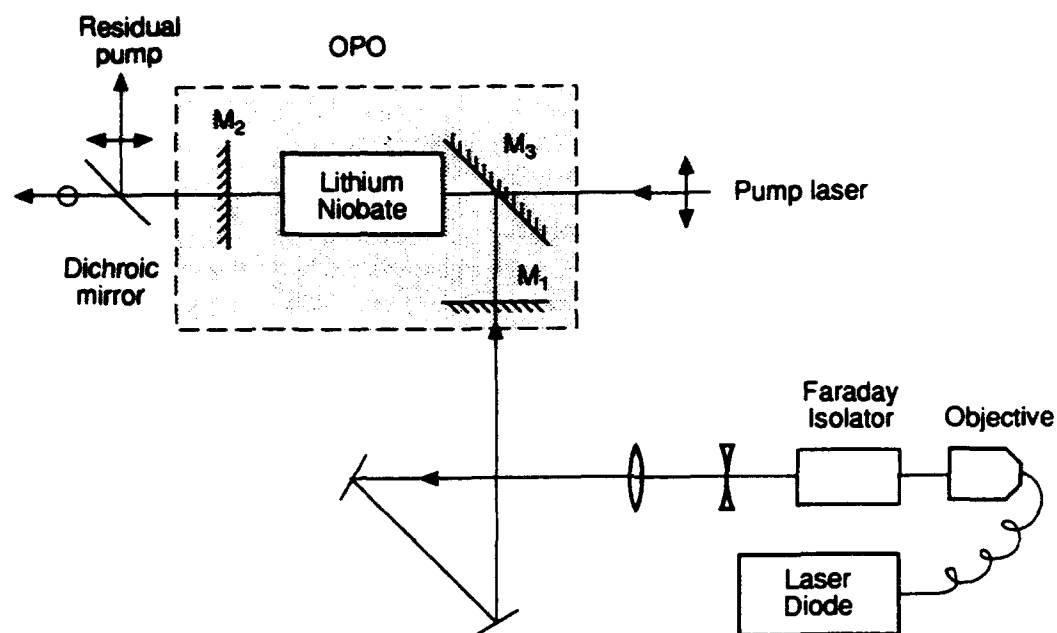 Residual
pump
OPO
M2
M3
Lithium
Niobate
Pump laser
Dichroic
mirror
M1
Faraday
Isolator
Objective
Laser
Diode